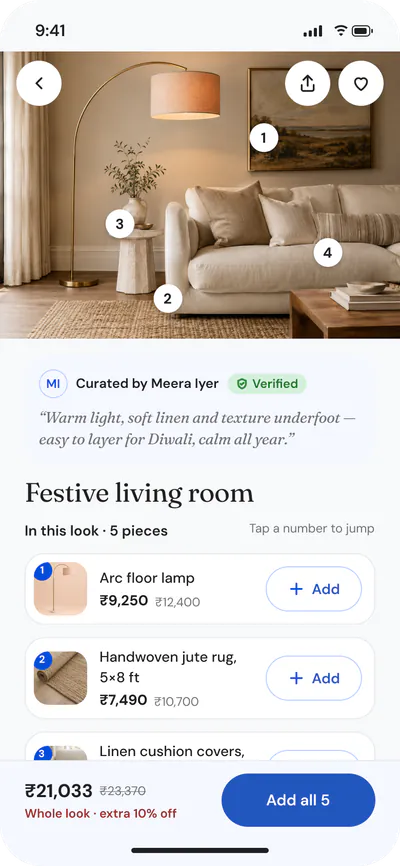 9:41
1
3
4
2
MI Curated by Meera Iyer Verified
“Warm light, soft linen and texture underfoot —
easy to layer for Diwali, calm all year.”
Festive living room
In this look · 5 pieces Tap a number to jump
1
Arc floor lamp
₹9,250 ₹12,400
Add
2
Handwoven jute rug,
5×8 ft
₹7,490 ₹10,700
Add
3
Linen cushion covers,
₹21,033 ₹23,370
Whole look · extra 10% off
Add all 5